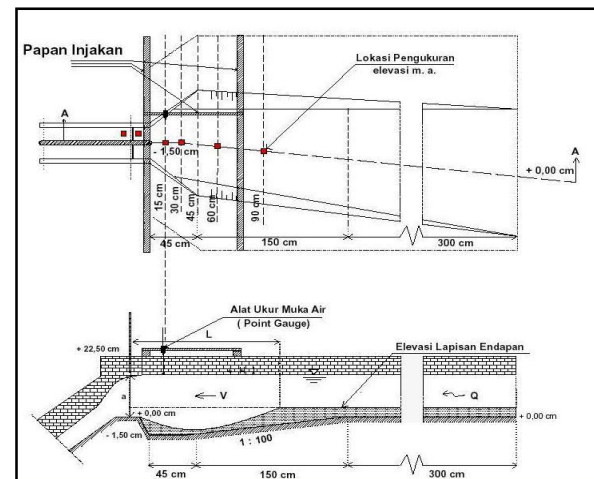 Papan Injakan
Lokasi Pengukuran
elevasi m. a.
A
A
- 1,50 cm
+ 0,00 cm
15 cm
30 cm
45 cm
60 cm
90 cm
45 cm
150 cm
300 cm
Alat Ukur Muka Air
( Point Gauge)
L
Elevasi Lapisan Endapan
+ 22,50 cm
a
V
Q
+ 0,00 cm
+ 0,00 cm
- 1,50 cm
1 : 100
45 cm
150 cm
300 cm